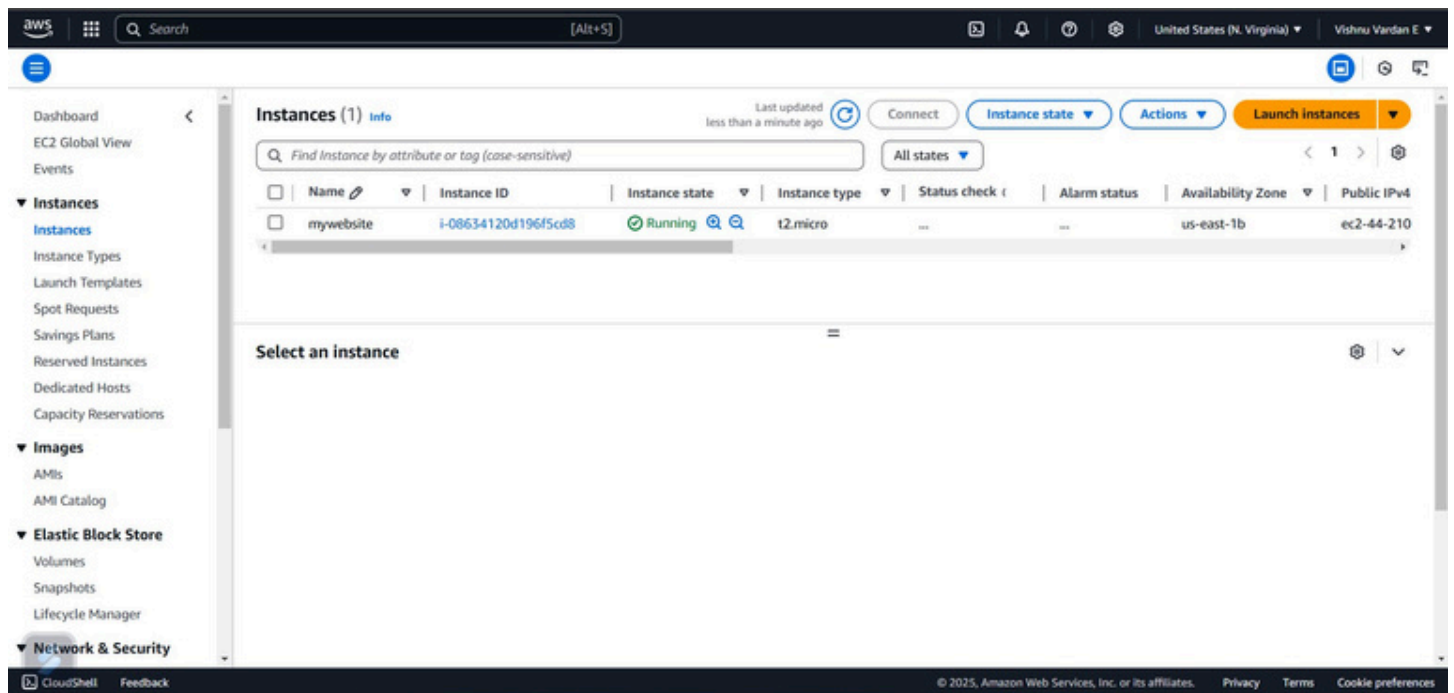 aws Search [Alt+S] United States (N. Virginia) Vishnu Vardan E
Dashboard
EC2 Global View
Events
Instances
Instances
Instance Types
Launch Templates
Spot Requests
Savings Plans
Reserved Instances
Dedicated Hosts
Capacity Reservations
Images
AMIs
AMI Catalog
Elastic Block Store
Volumes
Snapshots
Lifecycle Manager
Network & Security
Instances (1) Info
Last updated
less than a minute ago
Connect Instance state Actions Launch instances
Find Instance by attribute or tag (case-sensitive) All states 1
Name Instance ID Instance state Instance type Status check Alarm status Availability Zone Public IPv4
mywebsite i-08634120d196f5cd8 Running t2.micro ... ... us-east-1b ec2-44-210
Select an instance
CloudShell Feedback © 2025, Amazon Web Services, Inc. or its affiliates. Privacy Terms Cookie preferences